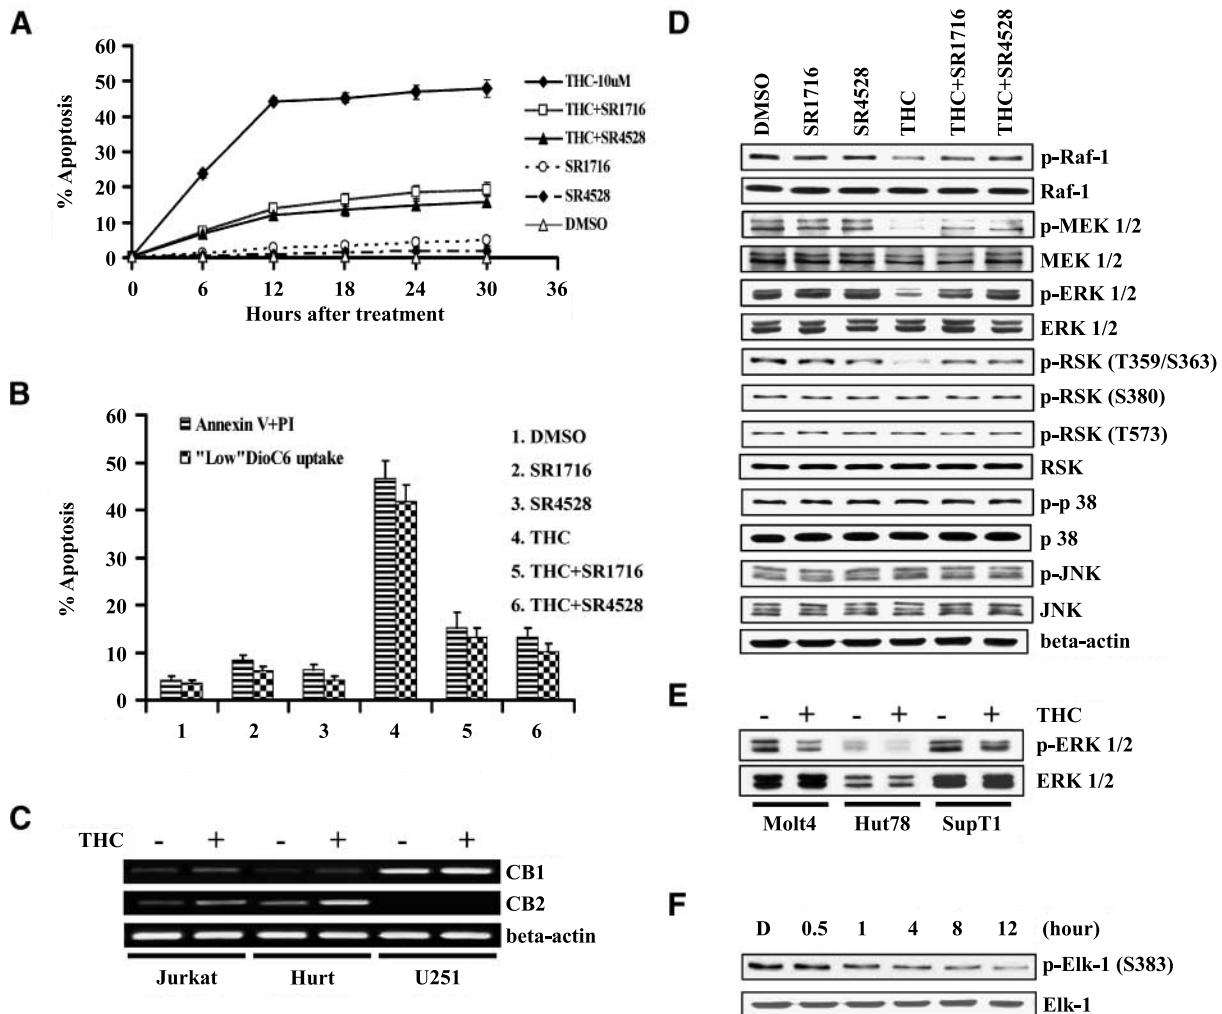 A
60
50
40
30
20
10
0
% Apoptosis
0 6 12 18 24 30 36
Hours after treatment
THC-10uM
THC+SR1716
THC+SR4528
SR1716
SR4528
DMSO
B
60
50
40
30
20
10
0
% Apoptosis
Annexin V+PI
"Low"DioC6 uptake
1. DMSO
2. SR1716
3. SR4528
4. THC
5. THC+SR1716
6. THC+SR4528
1 2 3 4 5 6
C
THC - + - + - +
CB1
CB2
beta-actin
Jurkat Hurt U251
D
DMSO
SR1716
SR4528
THC
THC+SR1716
THC+SR4528
p-Raf-1
Raf-1
p-MEK 1/2
MEK 1/2
p-ERK 1/2
ERK 1/2
p-RSK (T359/S363)
p-RSK (S380)
p-RSK (T573)
RSK
p-p 38
p 38
p-JNK
JNK
beta-actin
E
- + - + - + THC
p-ERK 1/2
ERK 1/2
Molt4 Hut78 SupT1
F
D 0.5 1 4 8 12 (hour)
p-Elk-1 (S383)
Elk-1